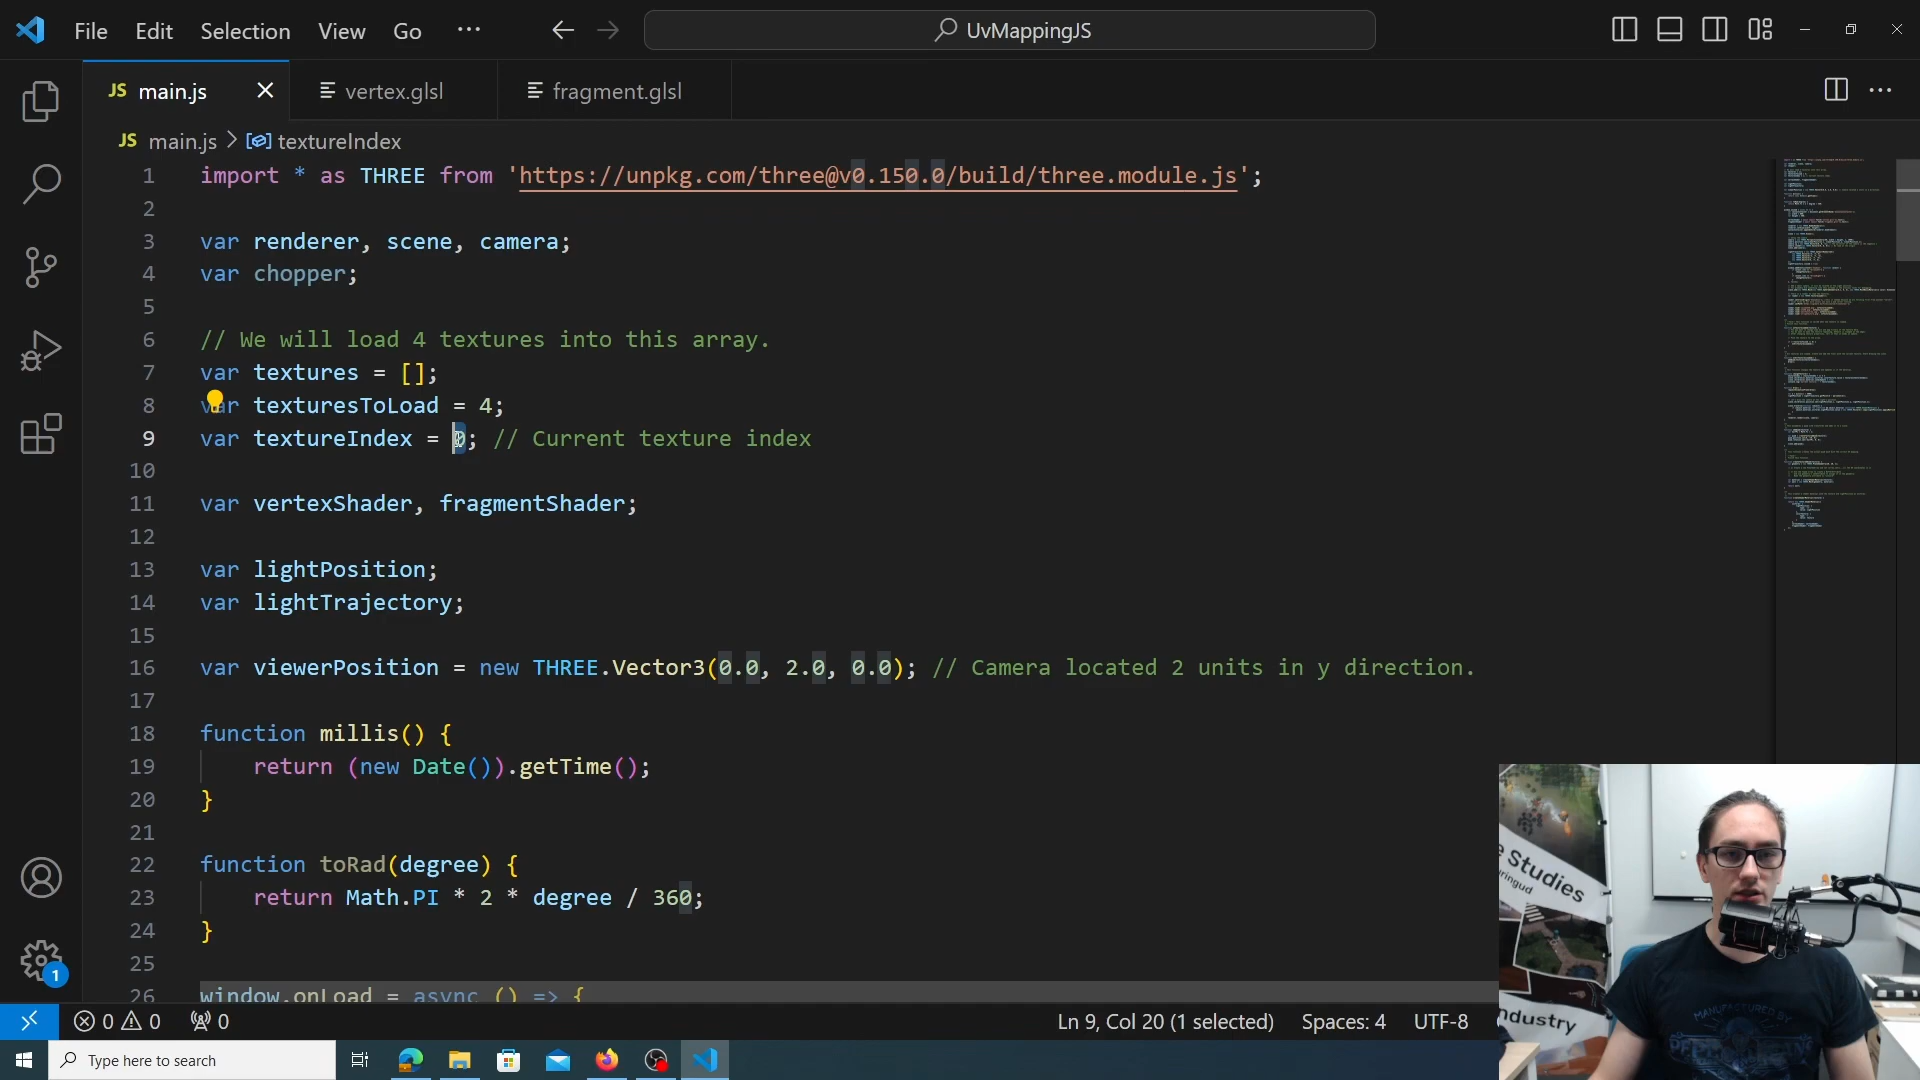 File Edit Selection View Go ···
UvMappingJS
JS main.js
vertex.glsl
fragment.glsl
JS main.js > textureIndex
1 import * as THREE from 'https://unpkg.com/three@v0.150.0/build/three.module.js';
2
3 var renderer, scene, camera;
4 var chopper;
5
6 // We will load 4 textures into this array.
7 var textures = [];
8 var texturesToLoad = 4;
9 var textureIndex = 0; // Current texture index
10
11 var vertexShader, fragmentShader;
12
13 var lightPosition;
14 var lightTrajectory;
15
16 var viewerPosition = new THREE.Vector3(0.0, 2.0, 0.0); // Camera located 2 units in y direction.
17
18 function millis() {
19 return (new Date()).getTime();
20 }
21
22 function toRad(degree) {
23 return Math.PI * 2 * degree / 360;
24 }
25
26 window.onload = async () => {
1
0 0 0
Ln 9, Col 20 (1 selected) Spaces: 4 UTF-8
Type here to search
e Studies
uringud
ndustry
MANUFACTURED BY